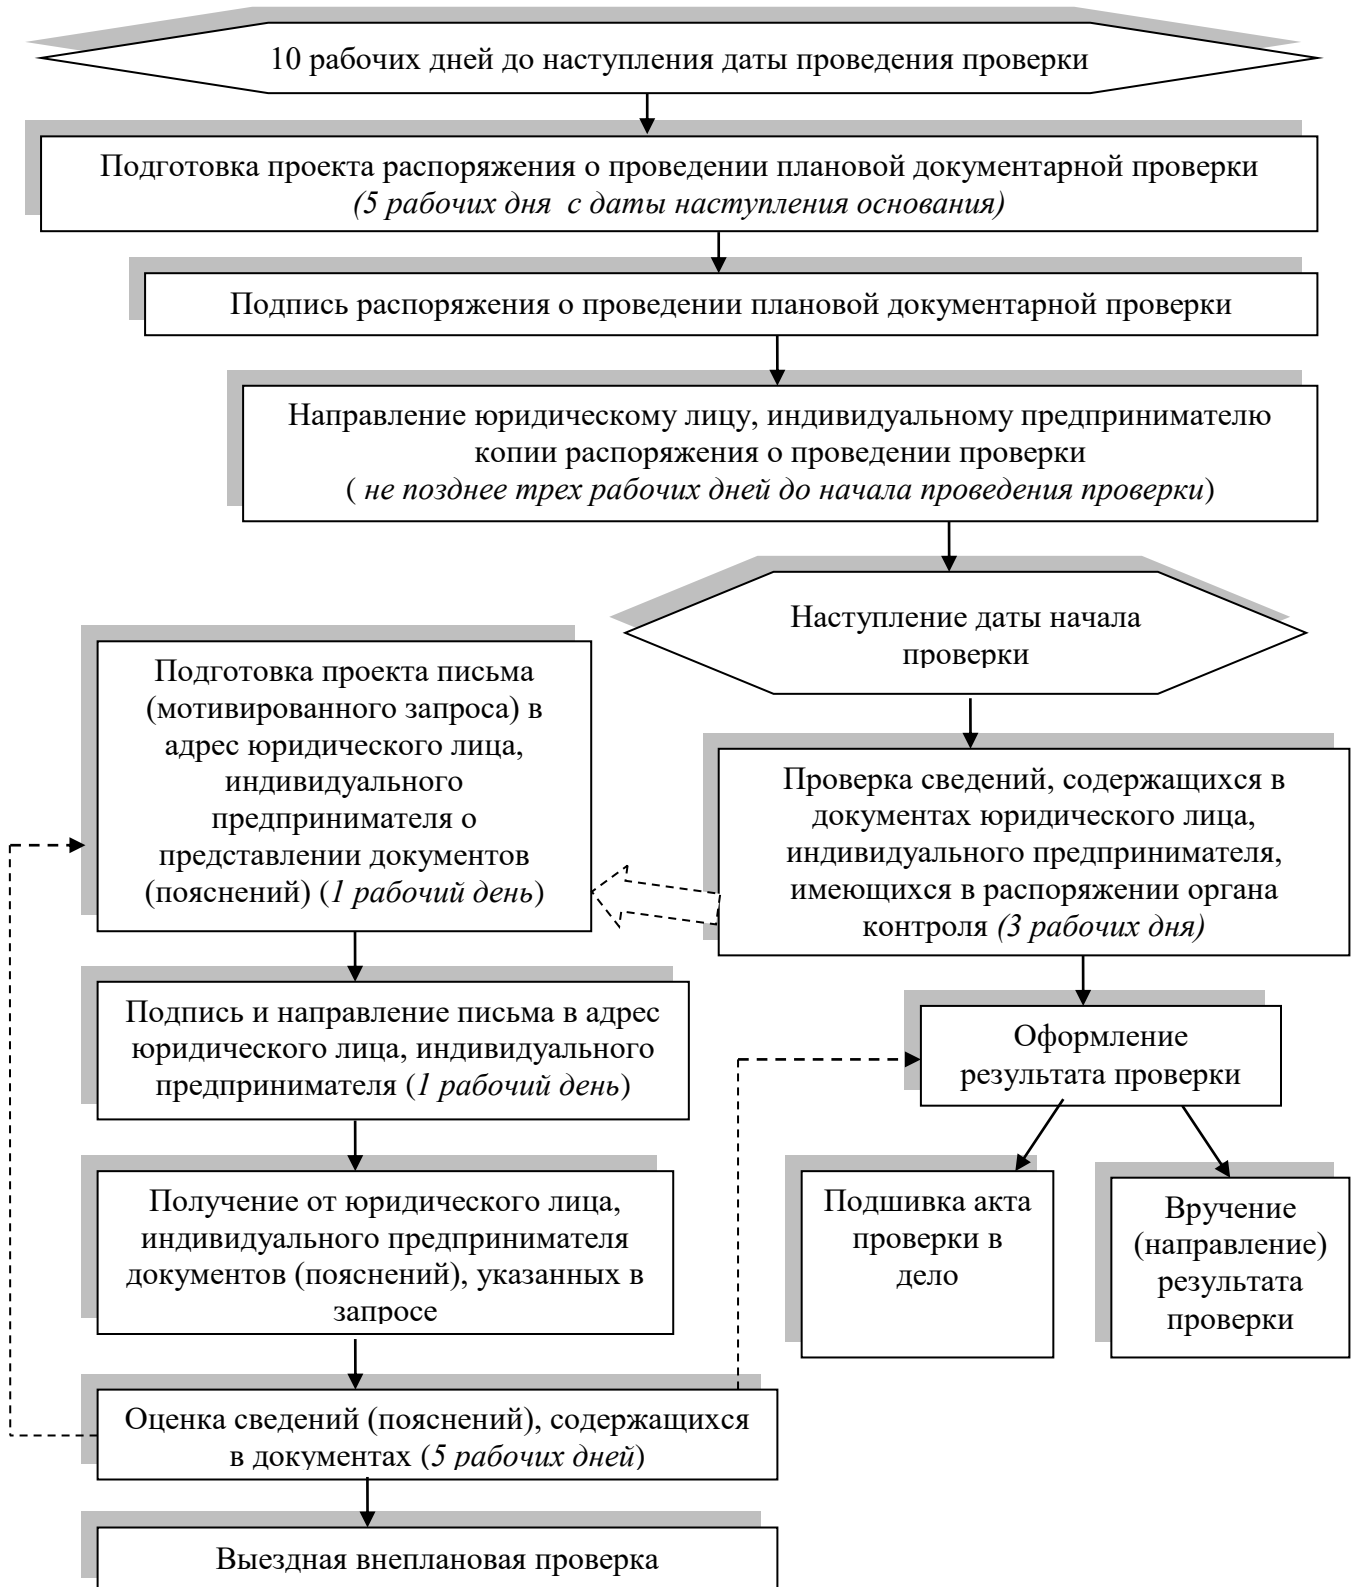 10 рабочих дней до наступления даты проведения проверки
Подготовка проекта распоряжения о проведении плановой документарной проверки
(5 рабочих дня  с даты наступления основания)
Подпись распоряжения о проведении плановой документарной проверки
Направление юридическому лицу, индивидуальному предпринимателю
копии распоряжения о проведении проверки
( не позднее трех рабочих дней до начала проведения проверки)
Наступление даты начала
проверки
Подготовка проекта письма
(мотивированного запроса) в
адрес юридического лица,
индивидуального
предпринимателя о
представлении документов
(пояснений) (1 рабочий день)
Проверка сведений, содержащихся в
документах юридического лица,
индивидуального предпринимателя,
имеющихся в распоряжении органа
контроля (3 рабочих дня)
Подпись и направление письма в адрес
юридического лица, индивидуального
предпринимателя (1 рабочий день)
Оформление
результата проверки
Получение от юридического лица,
индивидуального предпринимателя
документов (пояснений), указанных в
запросе
Подшивка акта
проверки в
дело
Вручение
(направление)
результата
проверки
Оценка сведений (пояснений), содержащихся
в документах (5 рабочих дней)
Выездная внеплановая проверка